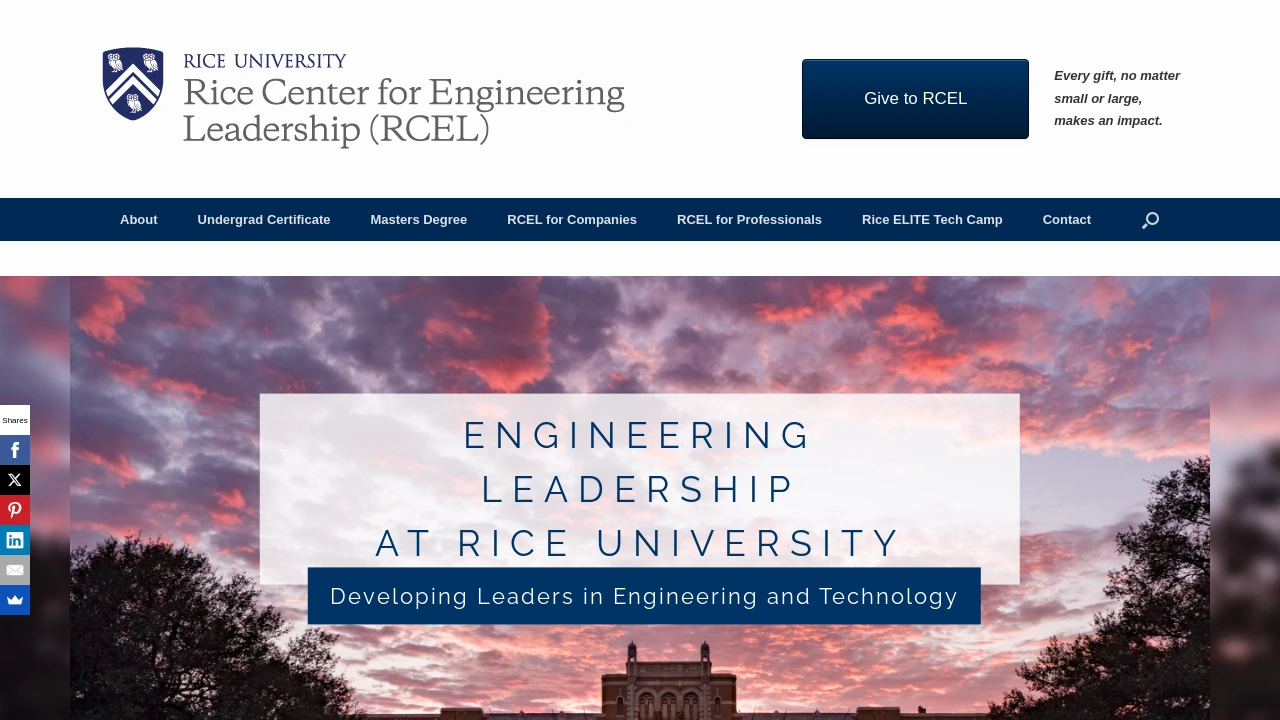 RICE UNIVERSITY
Rice Center for Engineering
Leadership (RCEL)
Give to RCEL
Every gift, no matter
small or large,
makes an impact.
About
Undergrad Certificate
Masters Degree
RCEL for Companies
RCEL for Professionals
Rice ELITE Tech Camp
Contact
Shares
ENGINEERING
LEADERSHIP
AT RICE UNIVERSITY
Developing Leaders in Engineering and Technology